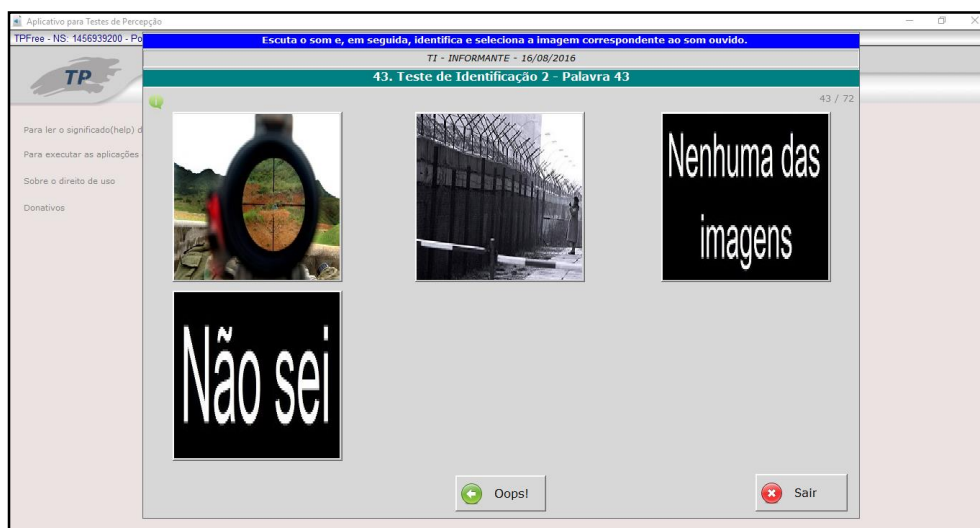 Aplicativo para Testes de Percepção
TPFree - NS: 1456939200 - Po
Escuta o som e, em seguida, identifica e seleciona a imagem correspondente ao som ouvido.
TI - INFORMANTE - 16/08/2016
TP
43. Teste de Identificação 2 - Palavra 43
43 / 72
Para ler o significado(help) d
Para executar as aplicações
Sobre o direito de uso
Donativos
Nenhuma das
imagens
Não sei
Oops!
Sair